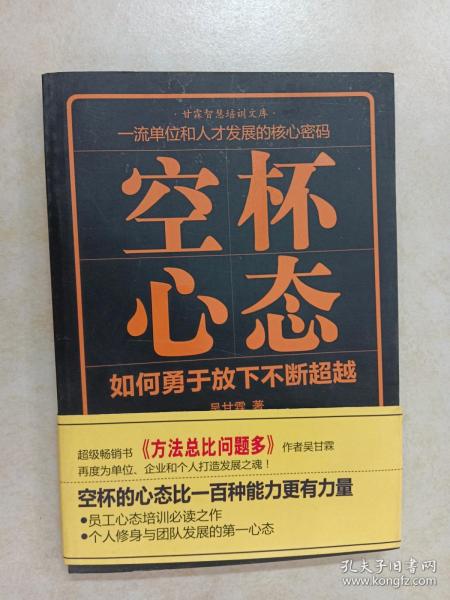 ·甘霖智慧培训文库·
一流单位和人才发展的核心密码
空杯
心态
如何勇于放下不断超越
吴甘霖 著
超级畅销书《方法总比问题多》作者吴甘霖
再度为单位、企业和个人打造发展之魂！
空杯的心态比一百种能力更有力量
●员工心态培训必读之作
●个人修身与团队发展的第一心态
孔夫子旧书网
www.kongfz.com